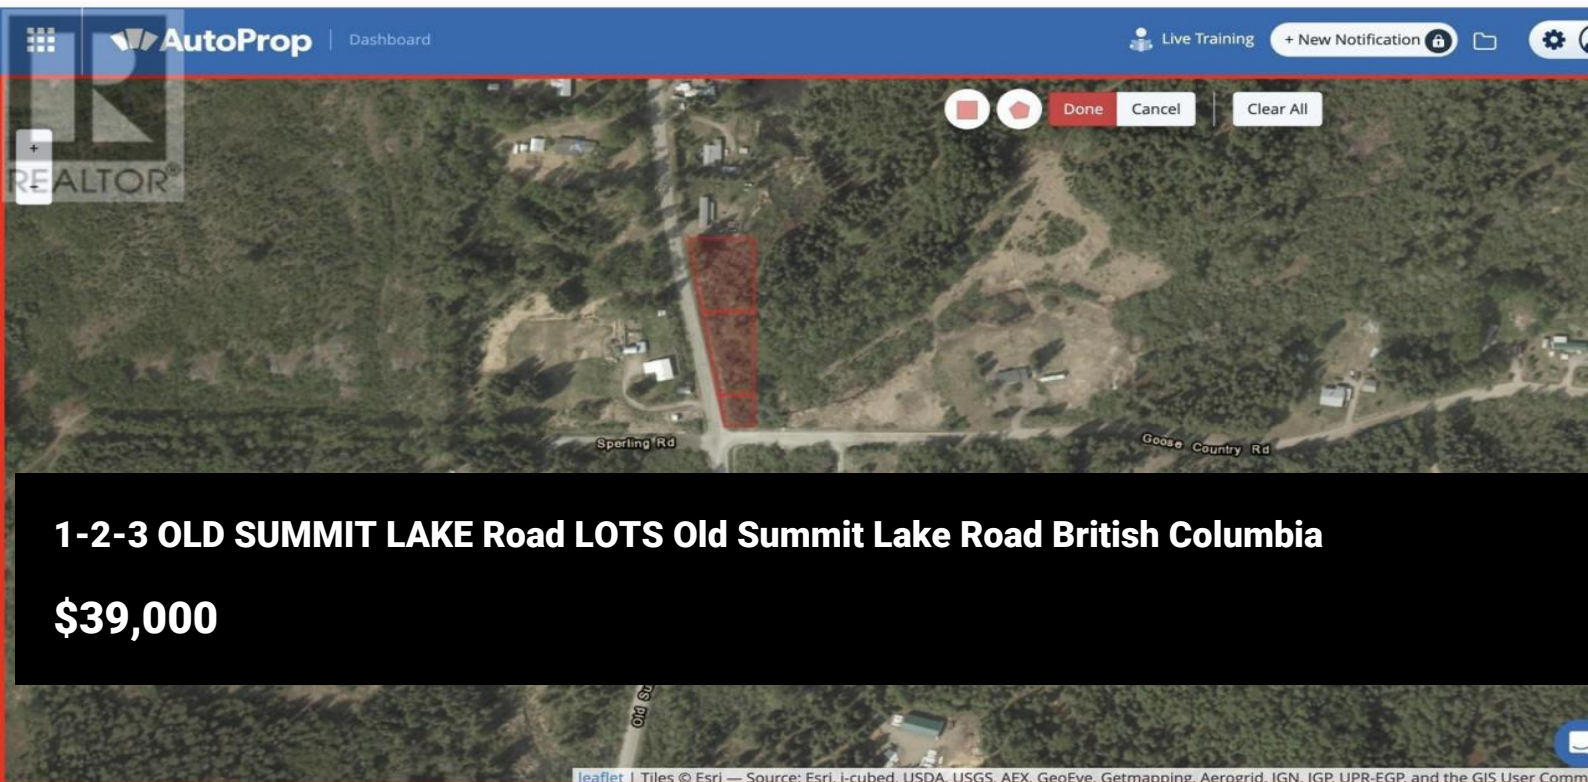 AutoProp
Dashboard
Live Training
+ New Notification
Done
Cancel
Clear All
+
-
REALTOR®
Sperling Rd
Goose Country Rd
1-2-3 OLD SUMMIT LAKE Road LOTS Old Summit Lake Road British Columbia
$39,000
Old Su
leaflet | Tiles © Esri — Source: Esri, i-cubed, USDA, USGS, AEX, GeoEye, Getmapping, Aerogrid, IGN, IGP, UPR-EGP, and the GIS User Comm